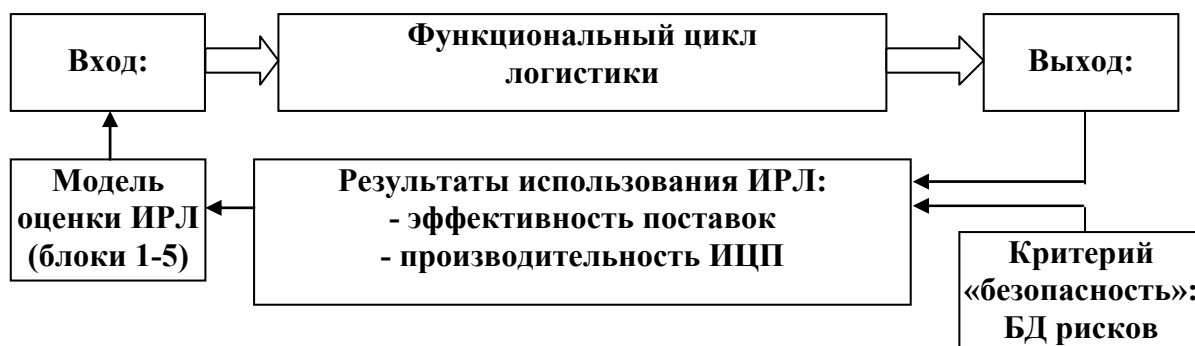 Вход:
Функциональный цикл
логистики
Выход:
Модель
оценки ИРЛ
(блоки 1-5)
Результаты использования ИРЛ:
- эффективность поставок
- производительность ИЦП
Критерий
«безопасность»:
БД рисков